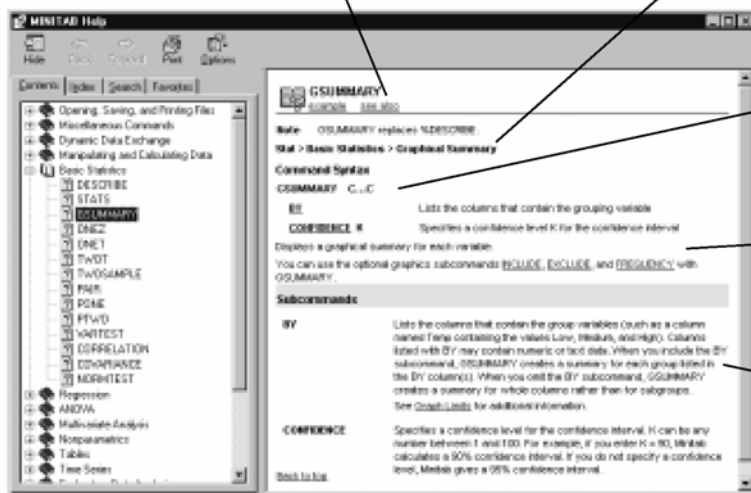 MINITAB Help
Hide Back Forward Print Options
Contents Index Search Favorites
Opening, Saving, and Printing Files
Miscellaneous Commands
Dynamic Data Exchange
Manipulating and Calculating Data
Basic Statistics
DESCRIBE
STATS
GSUMMARY
ONEZ
ONET
TWOT
TWOSAMPLE
PAIR
PONE
PTWO
VARTEST
CORRELATION
COVARIANCE
NORMTEST
Regression
ANOVA
Multivariate Analysis
Nonparametrics
Tables
Time Series
GSUMMARY
example see also
Note GSUMMARY replaces %DESCRIBE.
Stat > Basic Statistics > Graphical Summary
Command Syntax
GSUMMARY C...C
BY Lists the columns that contain the grouping variable
CONFIDENCE K Specifies a confidence level K for the confidence interval
Displays a graphical summary for each variable.
You can use the optional graphics subcommands INCLUDE, EXCLUDE, and FREQUENCY with
GSUMMARY.
Subcommands
BY Lists the columns that contain the group variables (such as a column
named Temp containing the values Low, Medium, and High). Columns
listed with BY may contain numeric or text data. When you include the BY
subcommand, GSUMMARY creates a summary for each group listed in
the BY column(s). When you omit the BY subcommand, GSUMMARY
creates a summary for whole columns rather than for subgroups.
See Graph Limits for additional information.
CONFIDENCE Specifies a confidence level for the confidence interval. K can be any
number between 1 and 100. For example, if you enter K = 90, Minitab
calculates a 90% confidence interval. If you do not specify a confidence
level, Minitab gives a 95% confidence interval.
Back to top